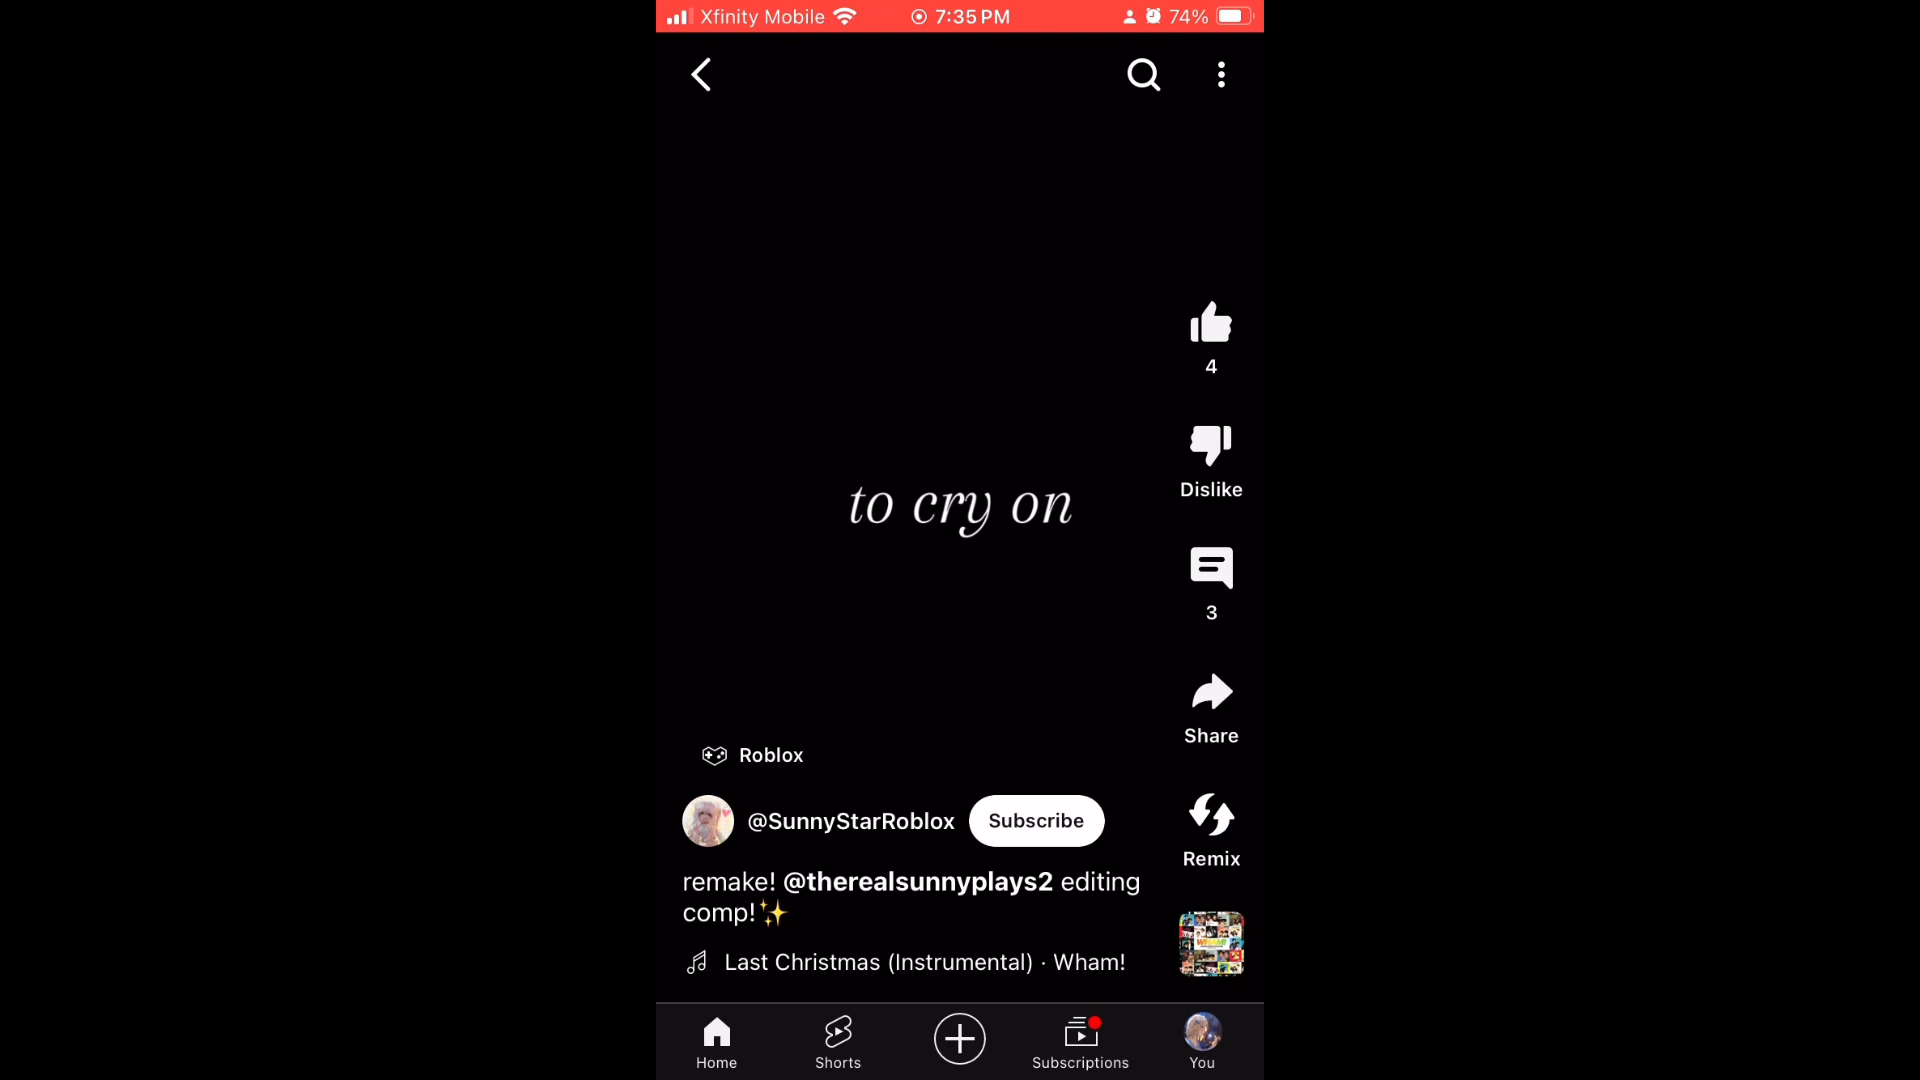 Xfinity Mobile 7:35 PM 74%
to cry on
4
Dislike
3
Share
Remix
Roblox
@SunnyStarRoblox Subscribe
remake! @therealsunnyplays2 editing
comp!✨
Last Christmas (Instrumental) · Wham!
WHAM!
Home Shorts Subscriptions You